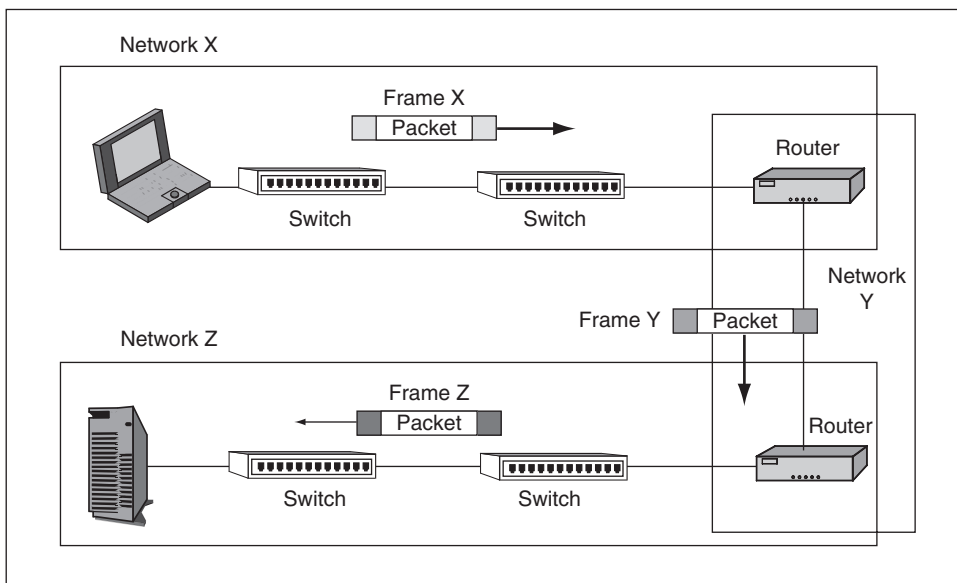 Network X
Frame X
Packet
Router
Switch
Switch
Network
Y
Frame Y
Packet
Network Z
Frame Z
Packet
Router
Switch
Switch